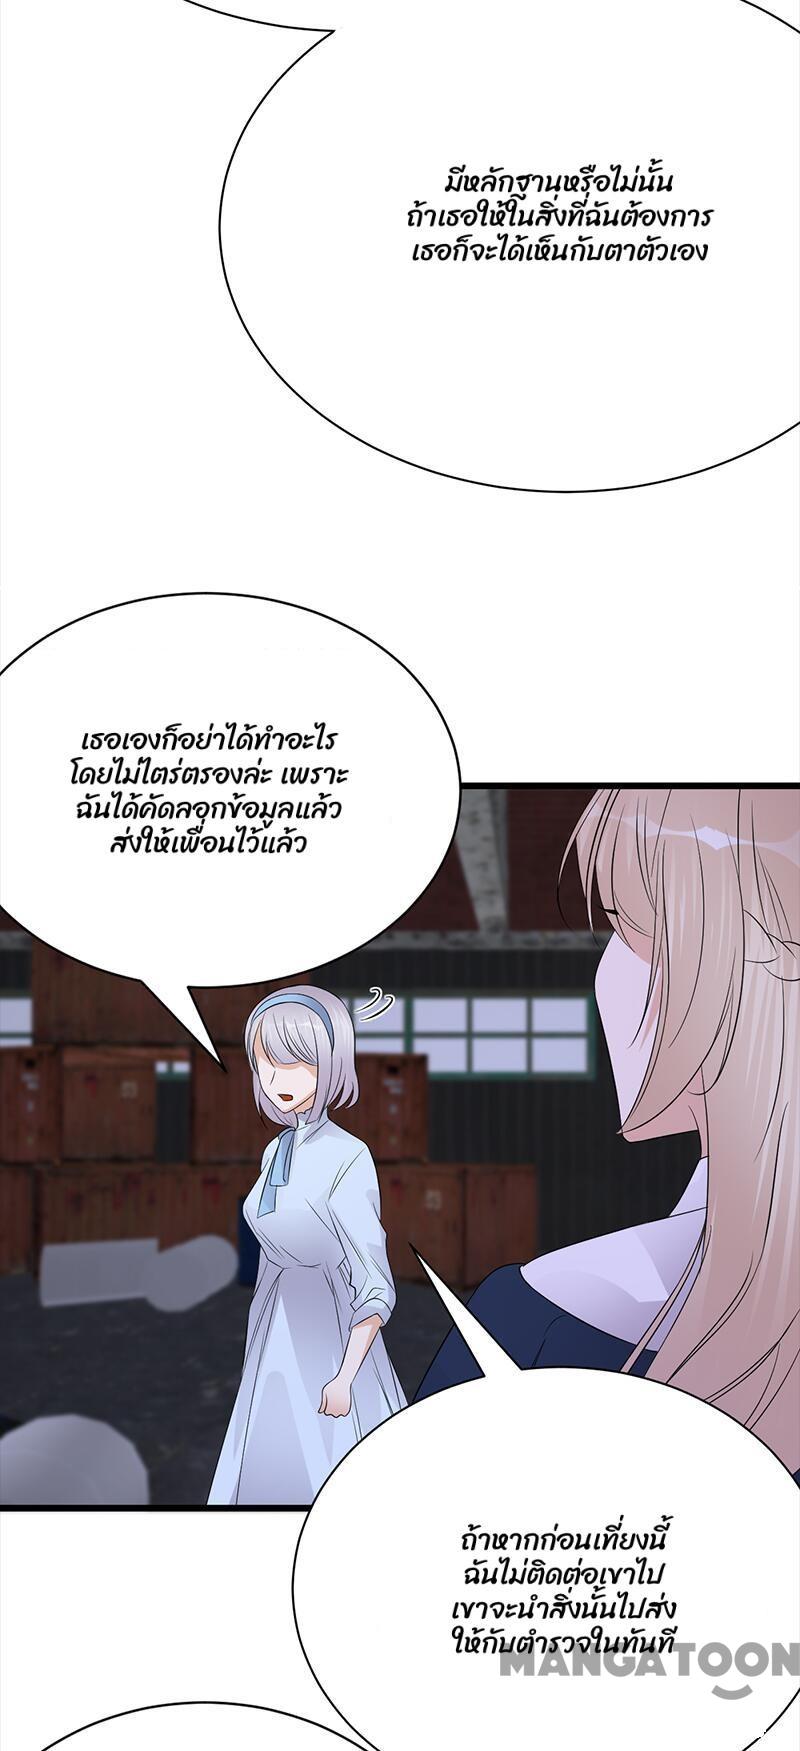 มีหลักฐานหรือไม่นั้น
ถ้าเธอให้ในสิ่งที่ฉันต้องการ
เธอก็จะได้เห็นกับตาตัวเอง
เธอเองก็อย่าได้ทำอะไร
โดยไม่ไตร่ตรองล่ะ เพราะ
ฉันได้คัดลอกข้อมูลแล้ว
ส่งให้เพื่อนไว้แล้ว
ถ้าหากก่อนเที่ยงนี้
ฉันไม่ติดต่อเขาไป
เขาจะนำสิ่งนั้นไปส่ง
ให้กับตำรวจในทันที
MANGATOON